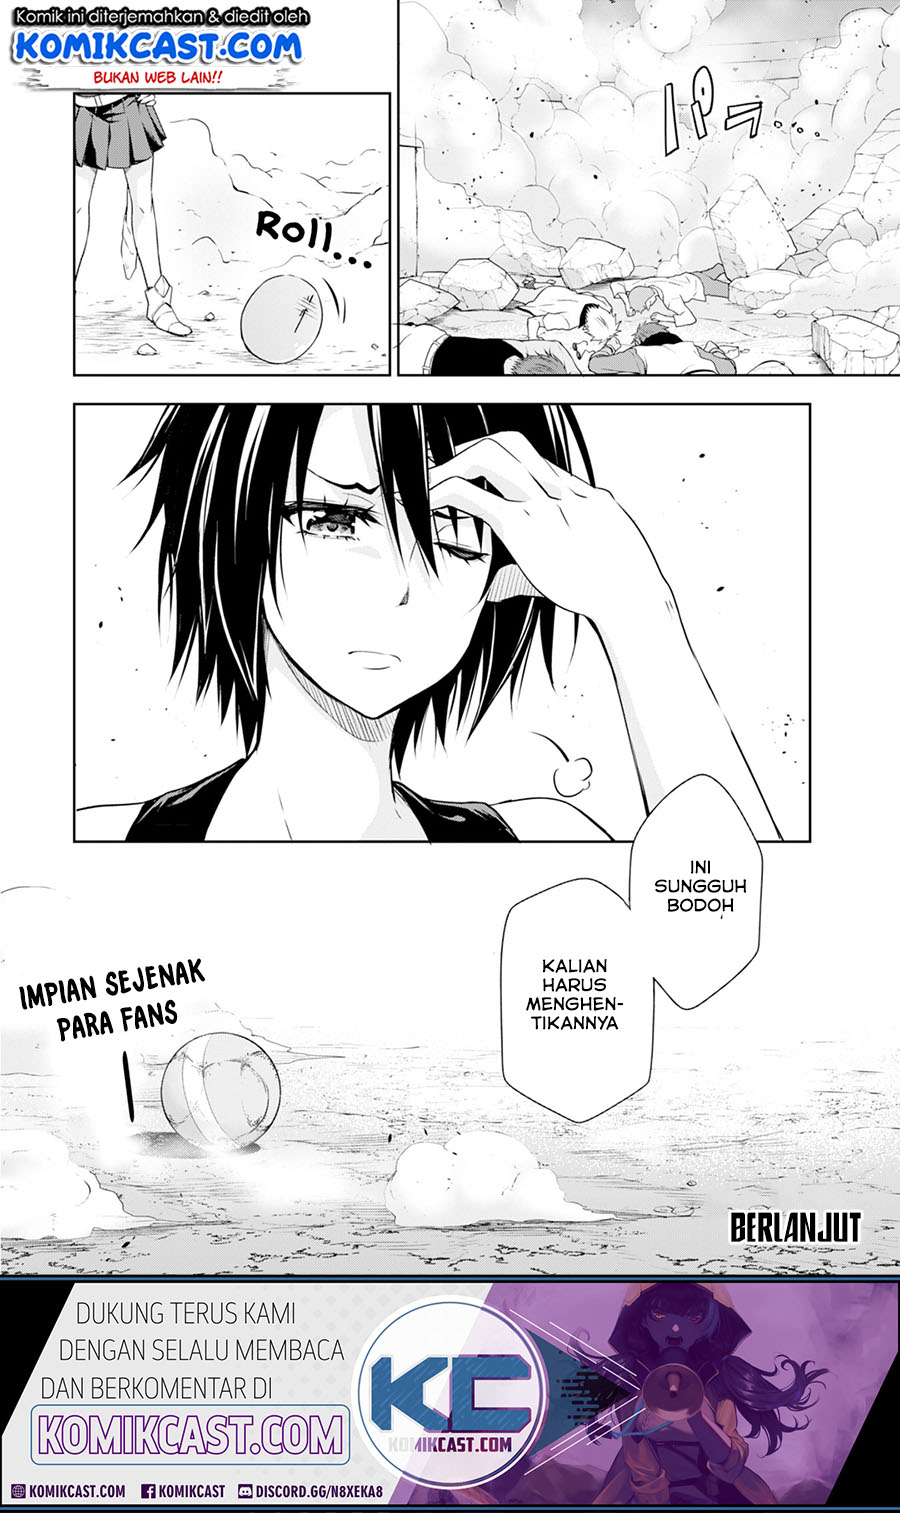 Komik ini diterjemahkan & diedit oleh
KOMIKCAST.COM
BUKAN WEB LAIN!!
パラ...
Roll...
INI
SUNGGUH
BODOH
KALIAN
HARUS
MENGHEN-
TIKANNYA
IMPIAN SEJENAK
PARA FANS
BERLANJUT
DUKUNG TERUS KAMI
DENGAN SELALU MEMBACA
DAN BERKOMENTAR DI
KOMIKCAST.COM
KC
KOMIKCAST.COM
KOMIKCAST.COM
KOMIKCAST
DISCORD.GG/N8XEKA8